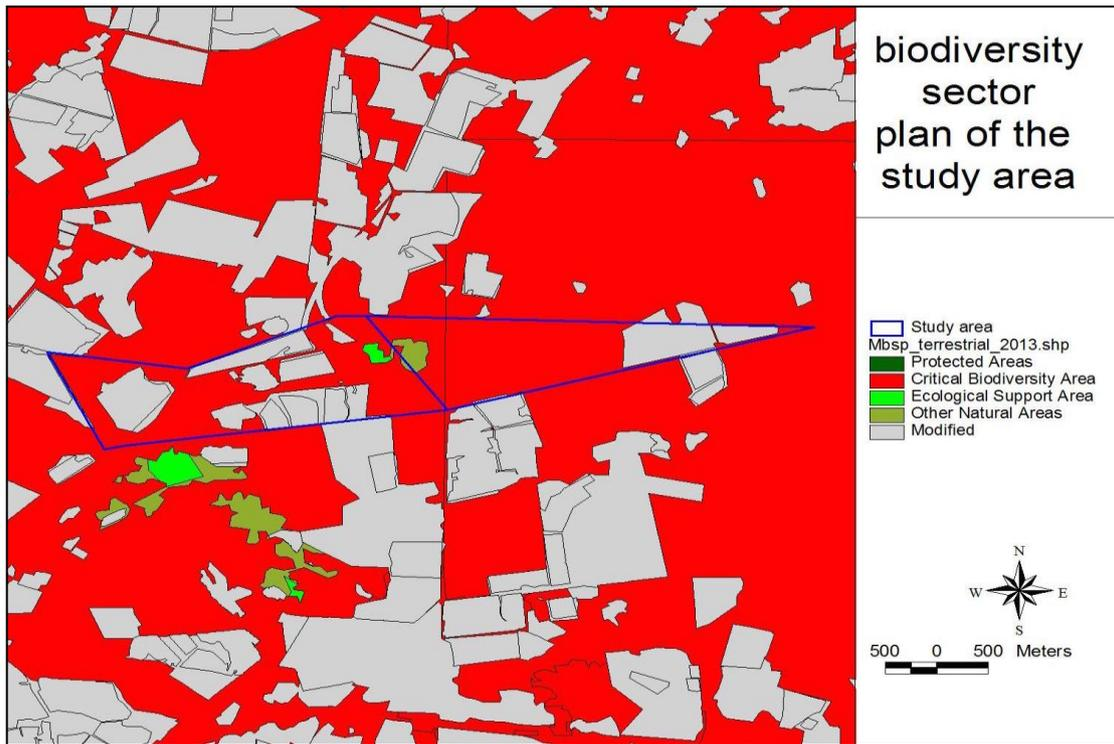 biodiversity
sector
plan of the
study area
Study area
Mbsp_terrestrial_2013.shp
Protected Areas
Critical Biodiversity Area
Ecological Support Area
Other Natural Areas
Modified
N
W E
S
500 0 500 Meters